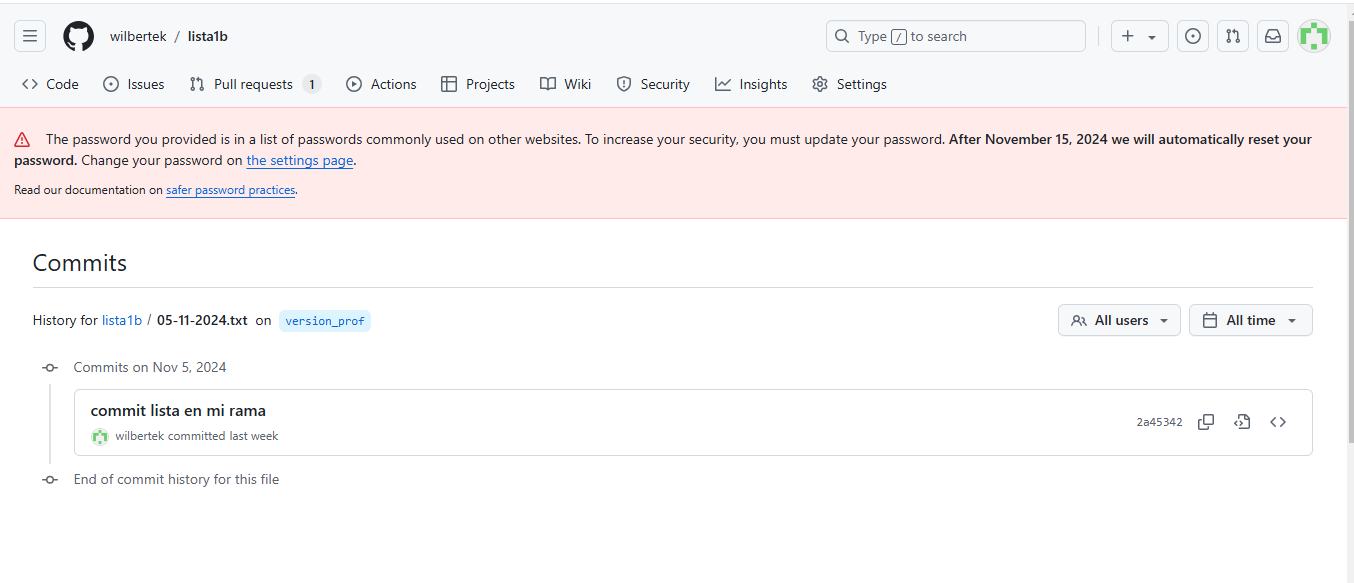 wilbertek / lista1b
Type / to search
Code Issues Pull requests 1 Actions Projects Wiki Security Insights Settings
The password you provided is in a list of passwords commonly used on other websites. To increase your security, you must update your password. After November 15, 2024 we will automatically reset your
password. Change your password on the settings page.
Read our documentation on safer password practices.
Commits
History for lista1b / 05-11-2024.txt on version_prof
All users All time
Commits on Nov 5, 2024
commit lista en mi rama
wilbertek committed last week
2a45342
End of commit history for this file